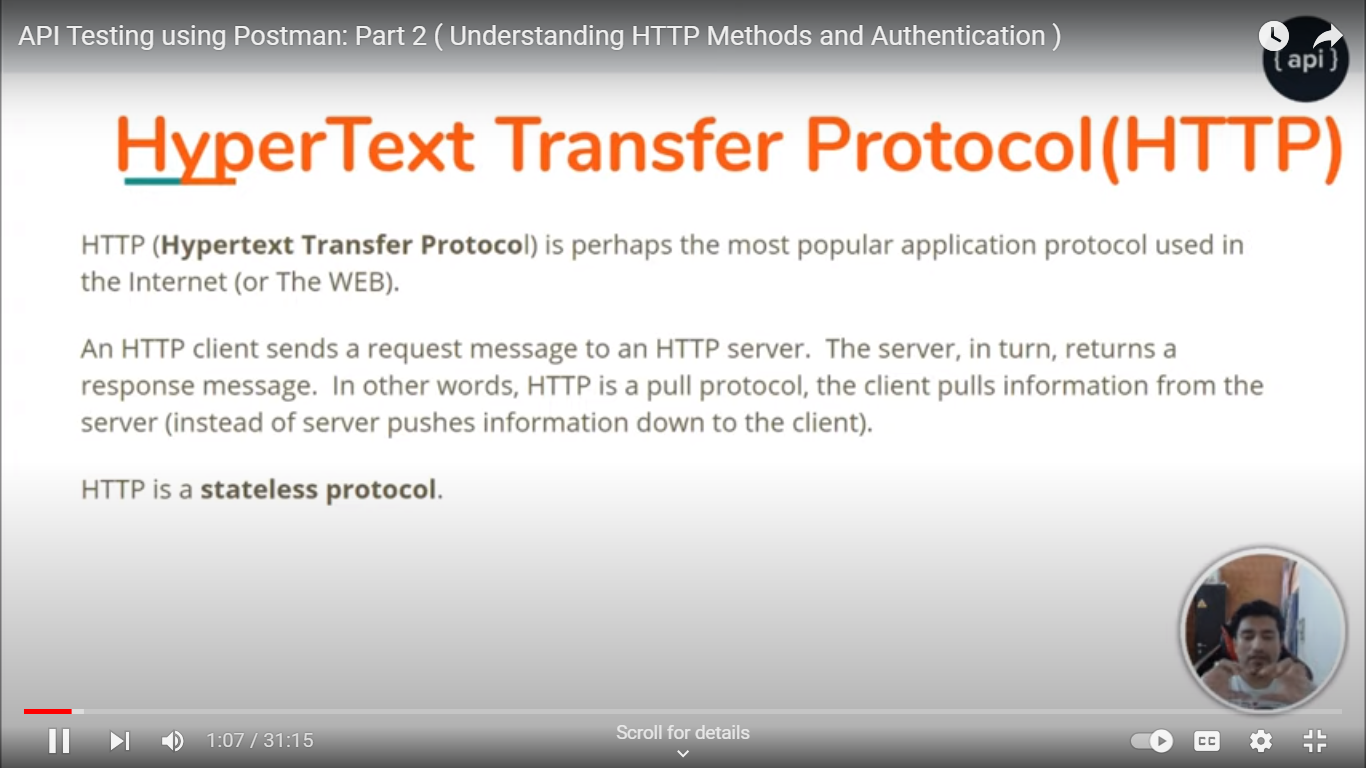 API Testing using Postman: Part 2 ( Understanding HTTP Methods and Authentication )
{ api }
HyperText Transfer Protocol(HTTP)
HTTP (Hypertext Transfer Protocol) is perhaps the most popular application protocol used in
the Internet (or The WEB).
An HTTP client sends a request message to an HTTP server.  The server, in turn, returns a
response message.  In other words, HTTP is a pull protocol, the client pulls information from the
server (instead of server pushes information down to the client).
HTTP is a stateless protocol.
Scroll for details
1:07 / 31:15
CC